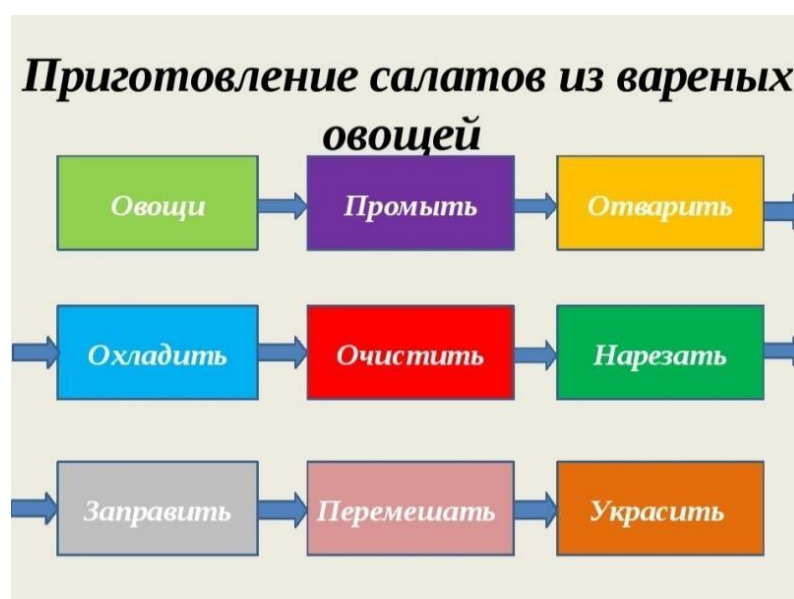 Приготовление салатов из вареных
овощей
Овощи
Промыть
Отварить
Охладить
Очистить
Нарезать
Заправить
Перемешать
Украсить